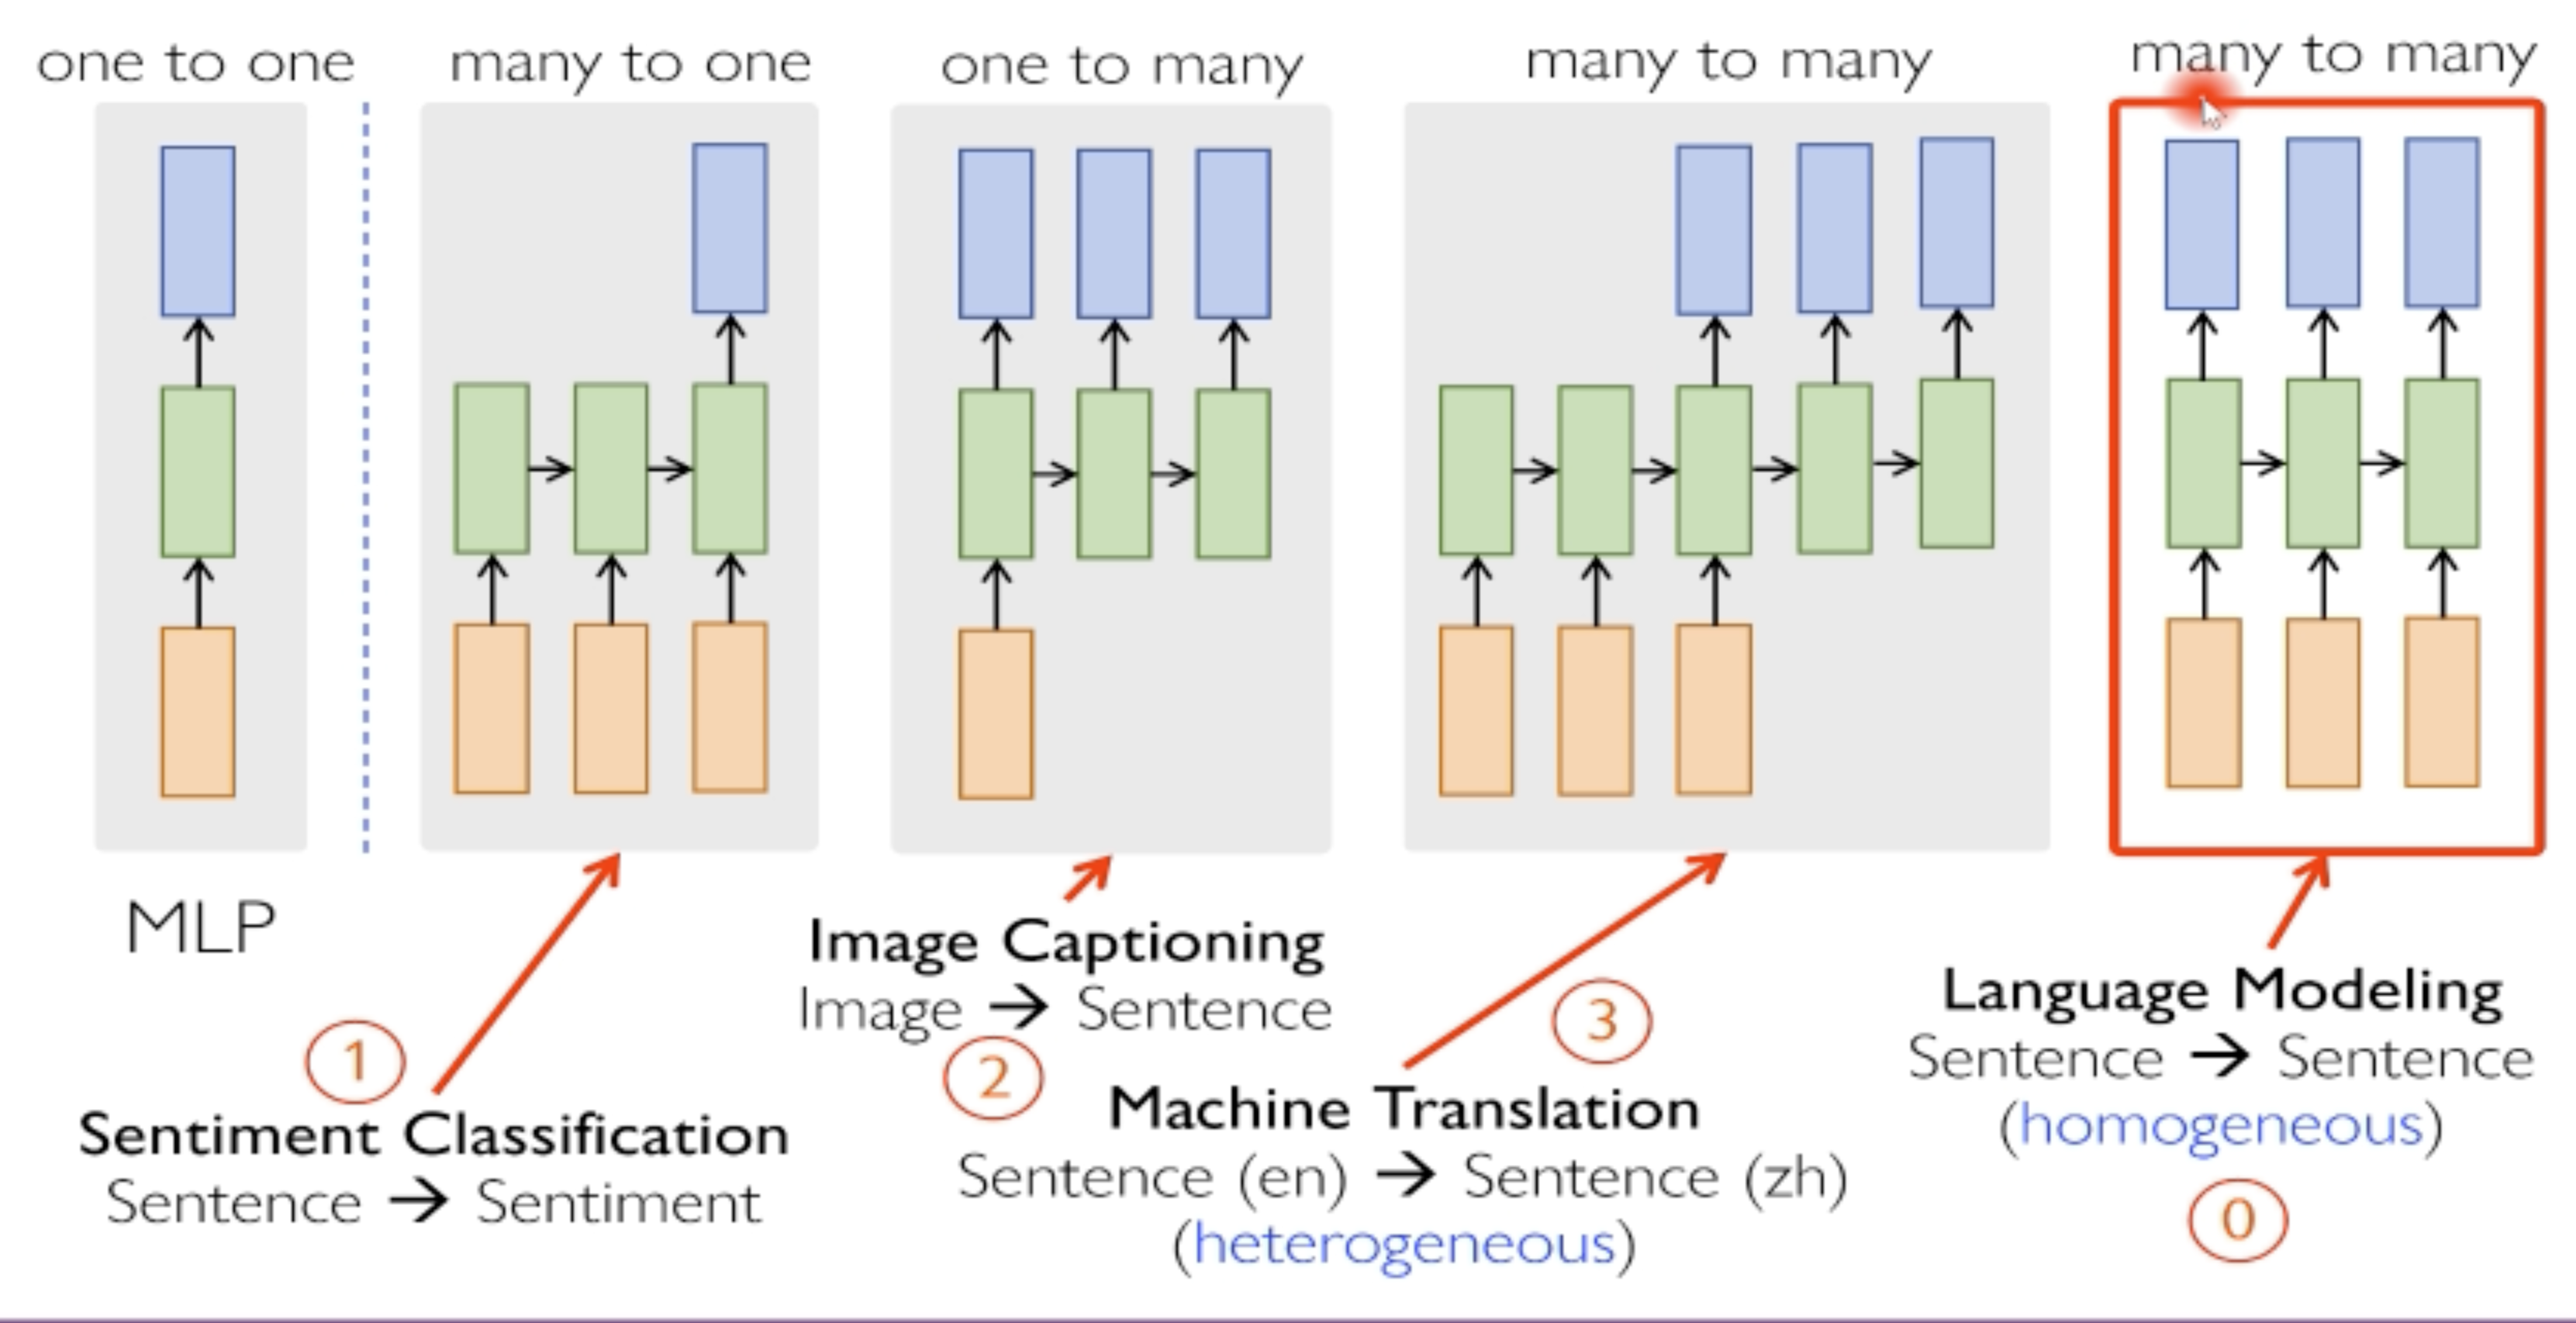 one to one
many to one
one to many
many to many
many to many
MLP
1
Sentiment Classification
Sentence → Sentiment
Image Captioning
Image → Sentence
2
3
Machine Translation
Sentence (en) → Sentence (zh)
(heterogeneous)
Language Modeling
Sentence → Sentence
(homogeneous)
0